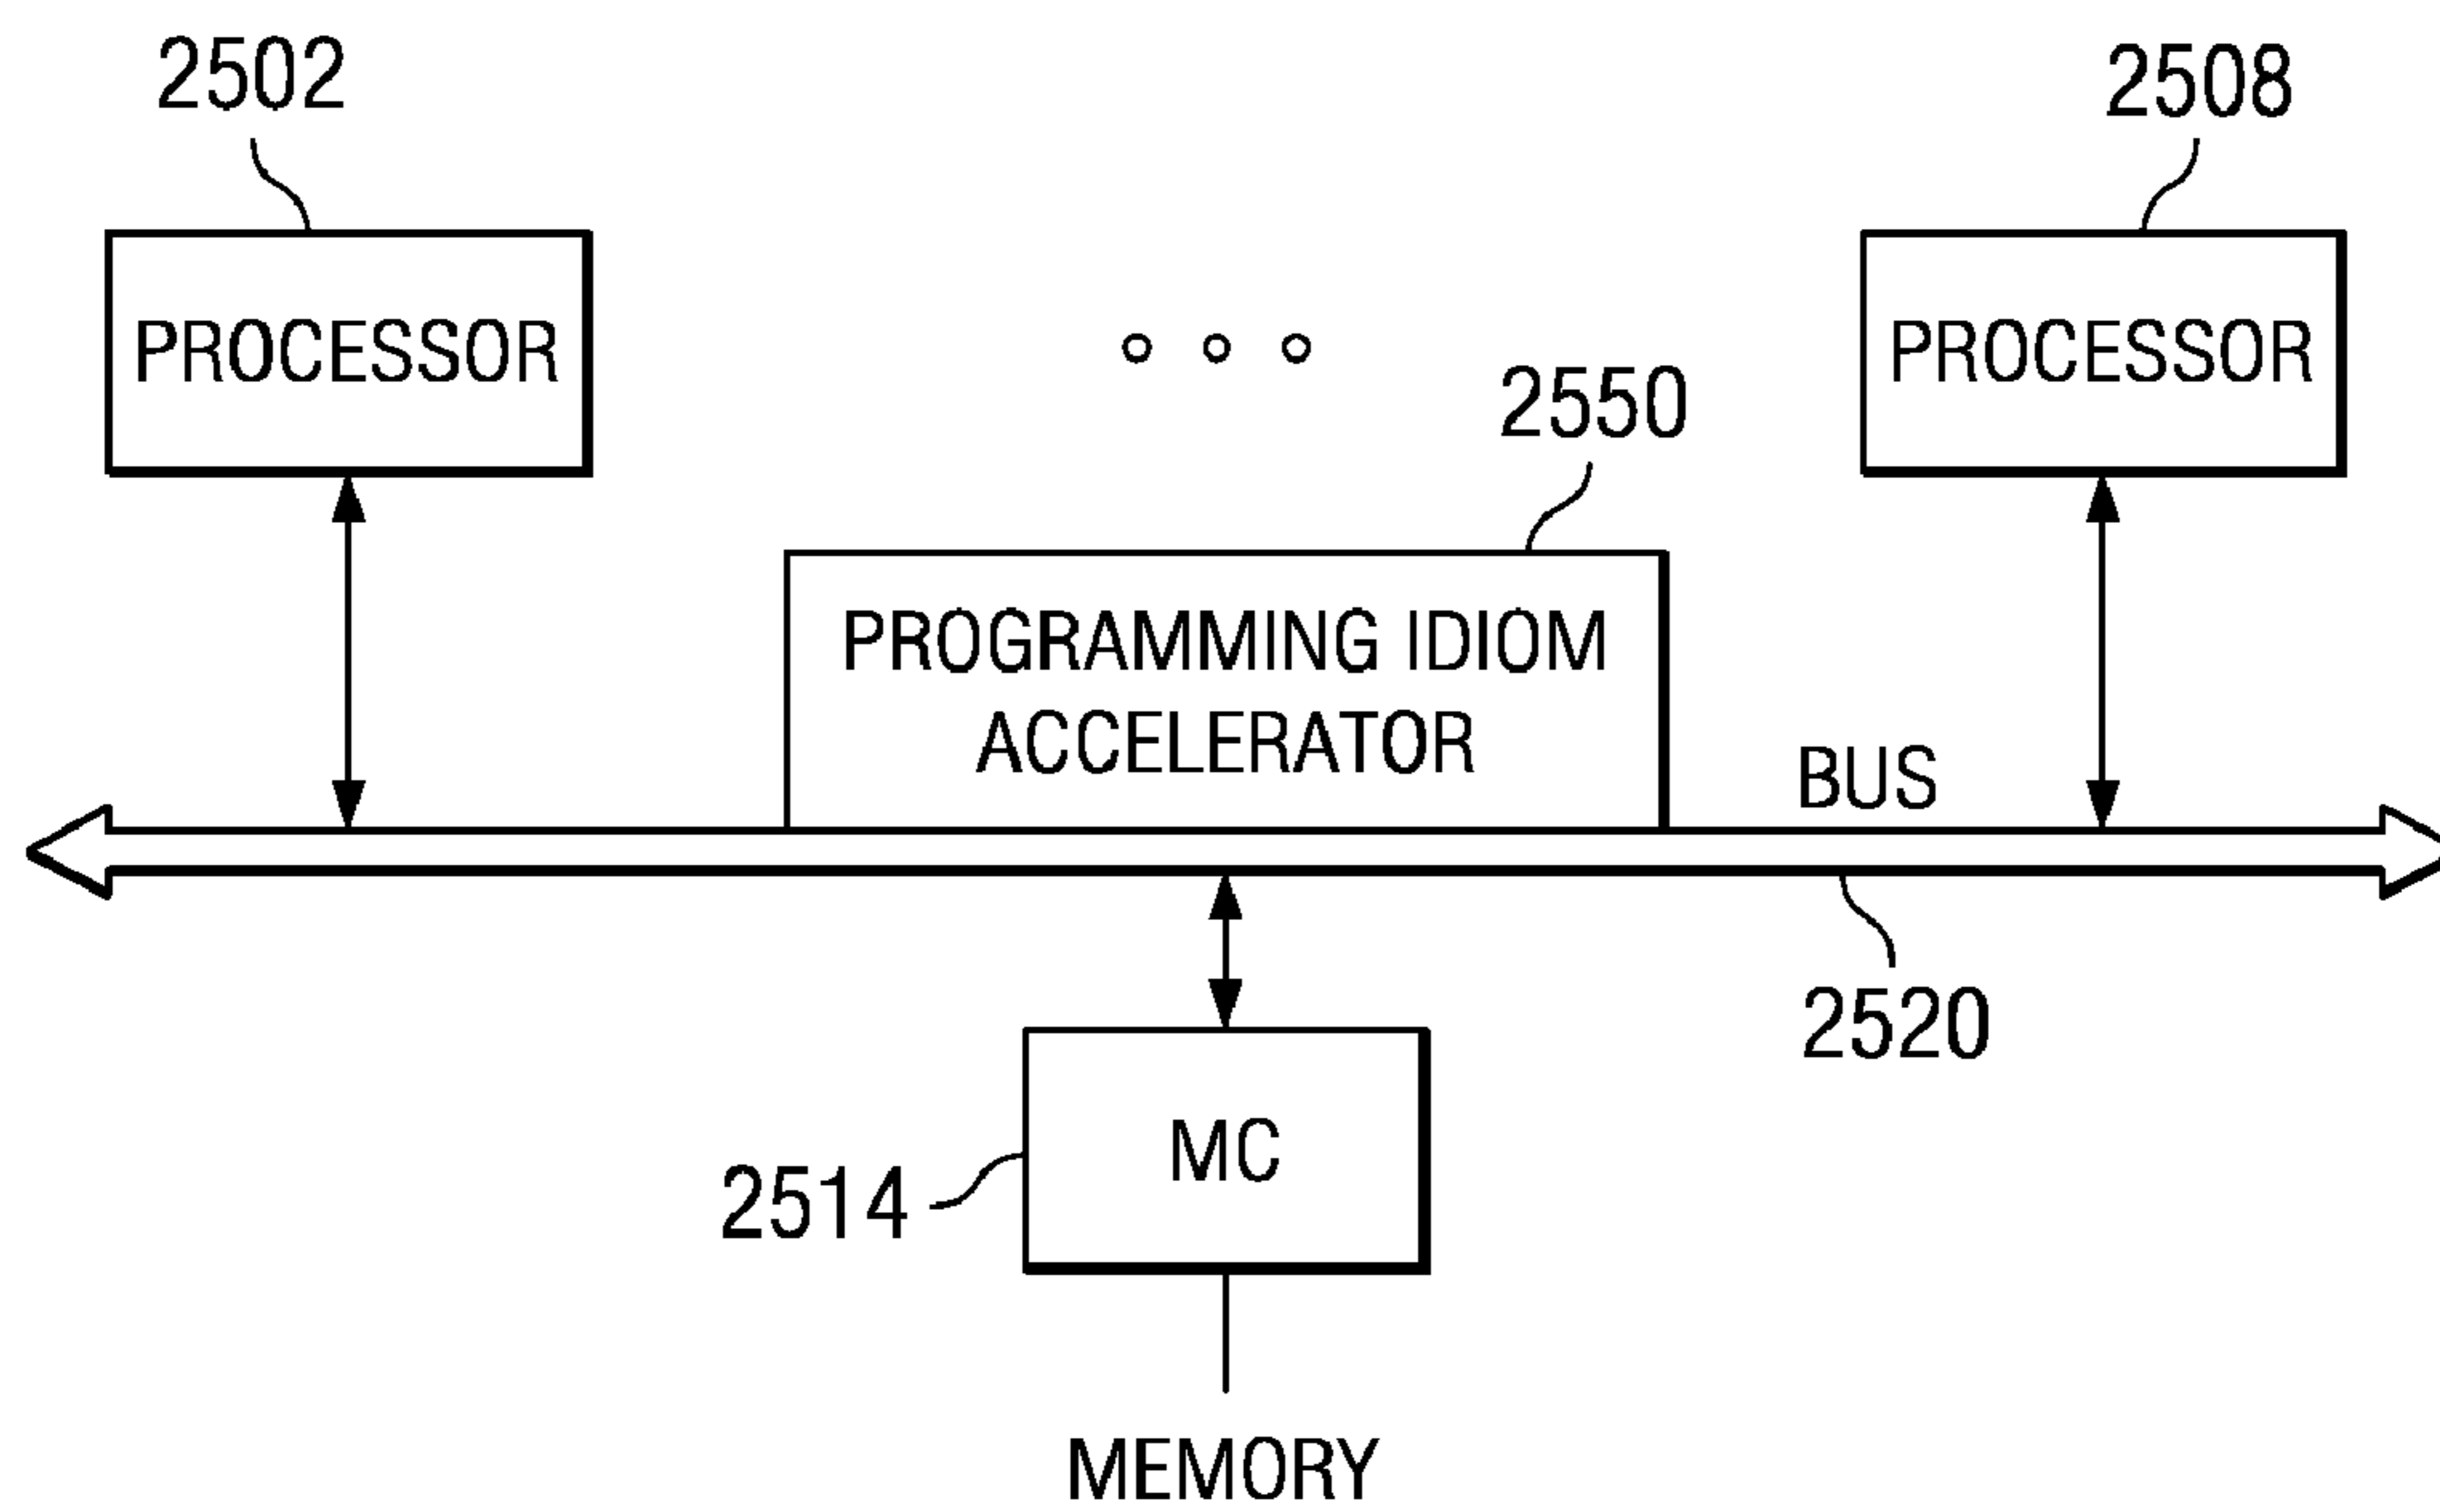 2502
2508
PROCESSOR
PROCESSOR
2550
PROGRAMMING IDIOM
ACCELERATOR
BUS
2520
MC
2514
MEMORY